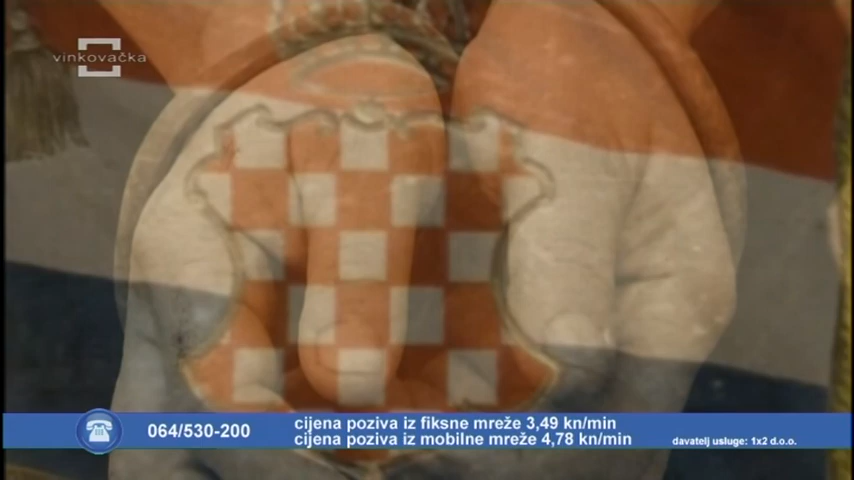 vinkovačka
064/530-200
cijena poziva iz fiksne mreže 3,49 kn/min
cijena poziva iz mobilne mreže 4,78 kn/min
davatelj usluge: 1x2 d.o.o.